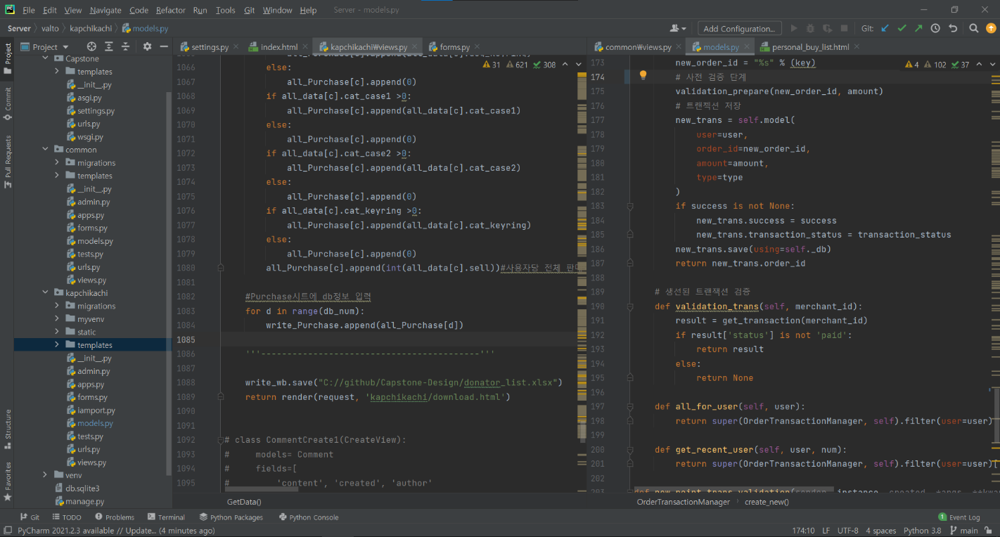 PC
File Edit View Navigate Code Refactor Run Tools Git Window Help Server - models.py
Server valto kapchikachi models.py
Add Configuration... Git:
Project
Commit
Pull Requests
Structure
Favorites
Project
Capstone
templates
__init__.py
asgi.py
settings.py
urls.py
wsgi.py
common
migrations
templates
__init__.py
admin.py
apps.py
forms.py
models.py
tests.py
urls.py
views.py
kapchikachi
migrations
myvenv
static
templates
__init__.py
admin.py
apps.py
forms.py
lamport.py
models.py
tests.py
urls.py
views.py
venv
db.sqlite3
manage.py
settings.py index.html kapchikachi₩views.py forms.py
31 621 308
1066 else:
1067 all_Purchase[c].append(0)
1068 if all_data[c].cat_case1 >0:
1069 all_Purchase[c].append(all_data[c].cat_case1)
1070 else:
1071 all_Purchase[c].append(0)
1072 if all_data[c].cat_case2 >0:
1073 all_Purchase[c].append(all_data[c].cat_case2)
1074 else:
1075 all_Purchase[c].append(0)
1076 if all_data[c].cat_keyring >0:
1077 all_Purchase[c].append(all_data[c].cat_keyring)
1078 else:
1079 all_Purchase[c].append(0)
1080 all_Purchase[c].append(int(all_data[c].sell))#사용자당 전체
1081
1082 #Purchase시트에 db정보 입력
1083 for d in range(db_num):
1084 write_Purchase.append(all_Purchase[d])
1085
1086 '''------------------------------------------'''
1087
1088 write_wb.save("C://github/Capstone-Design/donator_list.xlsx")
1089 return render(request, 'kapchikachi/download.html')
1090
1091
1092 # class CommentCreate1(CreateView):
1093 # models= Comment
1094 # fields=[
1095 # 'content', 'created', 'author'
GetData()
common₩views.py models.py personal_buy_list.html
4 102 37
173 new_order_id = "%s" % (key)
174 # 사전 검증 단계
175 validation_prepare(new_order_id, amount)
176 # 트랜젝션 저장
177 new_trans = self.model(
178 user=user,
179 order_id=new_order_id,
180 amount=amount,
181 type=type
182 )
183 if success is not None:
184 new_trans.success = success
185 new_trans.transaction_status = transaction_status
186 new_trans.save(using=self._db)
187 return new_trans.order_id
188
189 # 생선된 트랜잭션 검증
190 def validation_trans(self, merchant_id):
191 result = get_transaction(merchant_id)
192 if result['status'] is not 'paid':
193 return result
194 else:
195 return None
196
197 def all_for_user(self, user):
198 return super(OrderTransactionManager, self).filter(user=user)
199
200 def get_recent_user(self, user, num):
201 return super(OrderTransactionManager, self).filter(user=user)[
202
203 def new_point_trans_validation(sender, instance, created, *args, **kwa
OrderTransactionManager create_new()
Git TODO Problems Terminal Python Packages Python Console 1 Event Log
PyCharm 2021.2.3 available // Update... (4 minutes ago) 174:10 LF UTF-8 4 spaces Python 3.8 main